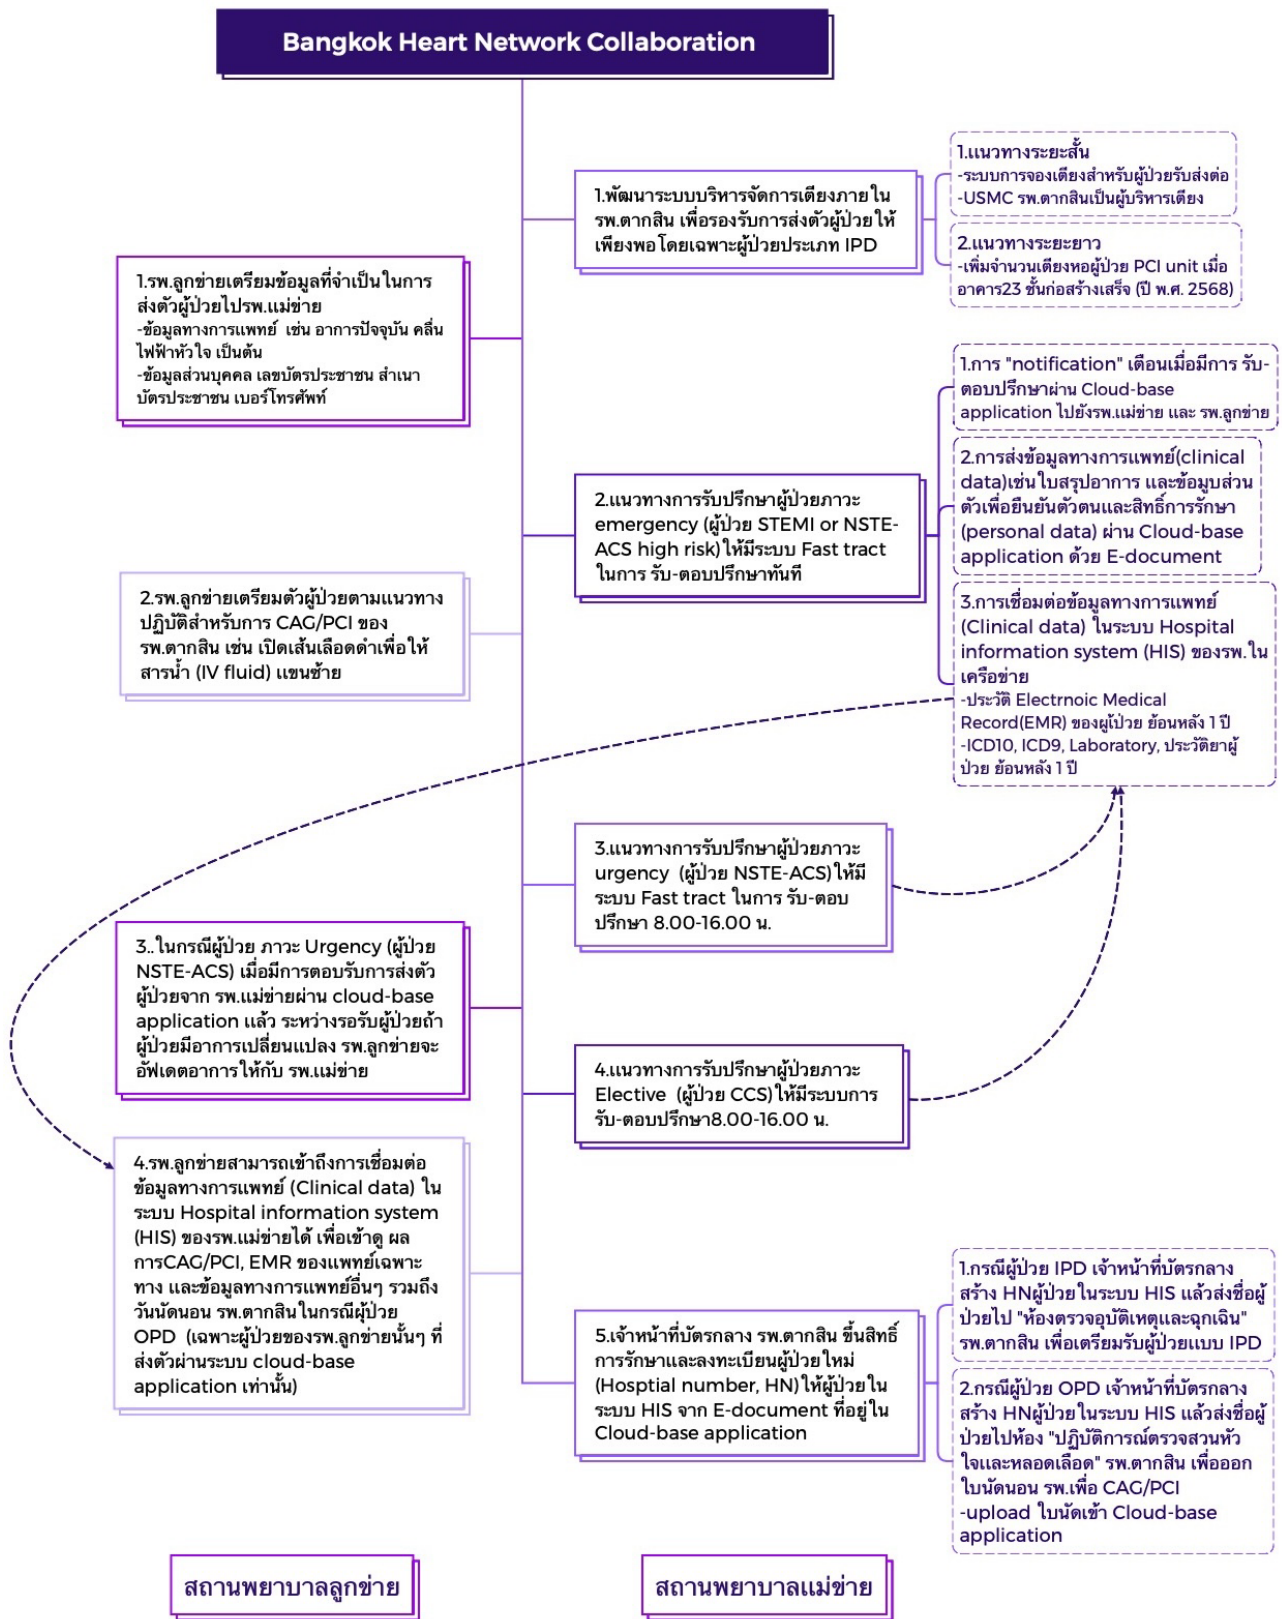 Bangkok Heart Network Collaboration
1.พัฒนาระบบบริหารจัดการเตียงภายใน
รพ.ตากสิน เพื่อรองรับการส่งตัวผู้ป่วยให้
เพียงพอโดยเฉพาะผู้ป่วยประเภท IPD
1.แนวทางระยะสั้น
-ระบบการจองเตียงสำหรับผู้ป่วยรับส่งต่อ
-USMC รพ.ตากสินเป็นผู้บริหารเตียง
2.แนวทางระยะยาว
-เพิ่มจำนวนเตียงหอผู้ป่วย PCI unit เมื่อ
อาคาร23 ชั้นก่อสร้างเสร็จ (ปี พ.ศ. 2568)
1.รพ.ลูกข่ายเตรียมข้อมูลที่จำเป็นในการ
ส่งตัวผู้ป่วยไปรพ.แม่ข่าย
-ข้อมูลทางการแพทย์ เช่น อาการปัจจุบัน คลื่น
ไฟฟ้าหัวใจ เป็นต้น
-ข้อมูลส่วนบุคคล เลขบัตรประชาชน สำเนา
บัตรประชาชน เบอร์โทรศัพท์
2.แนวทางการรับปรึกษาผู้ป่วยภาวะ
emergency (ผู้ป่วย STEMI or NSTE-
ACS high risk)ให้มีระบบ Fast tract
ในการ รับ-ตอบปรึกษาทันที
1.การ "notification" เตือนเมื่อมีการ รับ-
ตอบปรึกษาผ่าน Cloud-base
application ไปยังรพ.แม่ข่าย และ รพ.ลูกข่าย
2.การส่งข้อมูลทางการแพทย์(clinical
data)เช่นใบสรุปอาการ และข้อมูบส่วน
ตัวเพื่อยืนยันตัวตนและสิทธิ์การรักษา
(personal data) ผ่าน Cloud-base
application ด้วย E-document
3.การเชื่อมต่อข้อมูลทางการแพทย์
(Clinical data) ในระบบ Hospital
information system (HIS) ของรพ.ใน
เครือข่าย
-ประวัติ Electrnoic Medical
Record(EMR) ของผู้เป่วย ย้อนหลัง 1 ปี
-ICD10, ICD9, Laboratory, ประวัติยาผู้
ป่วย ย้อนหลัง 1 ปี
2.รพ.ลูกข่ายเตรียมตัวผู้ป่วยตามแนวทาง
ปฏิบัติสำหรับการ CAG/PCI ของ
รพ.ตากสิน เช่น เปิดเส้นเลือดดำเพื่อให้
สารน้ำ (IV fluid) แขนซ้าย
3.แนวทางการรับปรึกษาผู้ป่วยภาวะ
urgency (ผู้ป่วย NSTE-ACS)ให้มี
ระบบ Fast tract ในการ รับ-ตอบ
ปรึกษา 8.00-16.00 น.
3..ในกรณีผู้ป่วย ภาวะ Urgency (ผู้ป่วย
NSTE-ACS) เมื่อมีการตอบรับการส่งตัว
ผู้ป่วยจาก รพ.แม่ข่ายผ่าน cloud-base
application แล้ว ระหว่างรอรับผู้ป่วยถ้า
ผู้ป่วยมีอาการเปลี่ยนแปลง รพ.ลูกข่ายจะ
อัพเดตอาการให้กับ รพ.แม่ข่าย
4.แนวทางการรับปรึกษาผู้ป่วยภาวะ
Elective (ผู้ป่วย CCS)ให้มีระบบการ
รับ-ตอบปรึกษา8.00-16.00 น.
4.รพ.ลูกข่ายสามารถเข้าถึงการเชื่อมต่อ
ข้อมูลทางการแพทย์ (Clinical data) ใน
ระบบ Hospital information system
(HIS) ของรพ.แม่ข่ายได้ เพื่อเข้าดู ผล
การCAG/PCI, EMR ของแพทย์เฉพาะ
ทาง และข้อมูลทางการแพทย์อื่นๆ รวมถึง
วันนัดนอน รพ.ตากสินในกรณีผุ้ป่วย
OPD (เฉพาะผู้ป่วยของรพ.ลูกข่ายนั้นๆ ที่
ส่งตัวผ่านระบบ cloud-base
application เท่านั้น)
5.เจ้าหน้าที่บัตรกลาง รพ.ตากสิน ขึ้นสิทธิ์
การรักษาและลงทะเบียนผู้ป่วยใหม่
(Hosptial number, HN)ให้ผู้ป่วยใน
ระบบ HIS จาก E-document ที่อยู่ใน
Cloud-base application
1.กรณีผู้ป่วย IPD เจ้าหน้าที่บัตรกลาง
สร้าง HNผู้ป่วยในระบบ HIS แล้วส่งชื่อผู้
ป่วยไป "ห้องตรวจอุบัติเหตุและฉุกเฉิน"
รพ.ตากสิน เพื่อเตรียมรับผู้ป่วยแบบ IPD
2.กรณีผู้ป่วย OPD เจ้าหน้าที่บัตรกลาง
สร้าง HNผู้ป่วยในระบบ HIS แล้วส่งชื่อผู้
ป่วยไปห้อง "ปฏิบัติการณ์ตรวจสวนหัว
ใจและหลอดเลือด" รพ.ตากสิน เพื่อออก
ใบนัดนอน รพ.เพื่อ CAG/PCI
-upload ใบนัดเข้า Cloud-base
application
สถานพยาบาลลูกข่าย
สถานพยาบาลแม่ข่าย